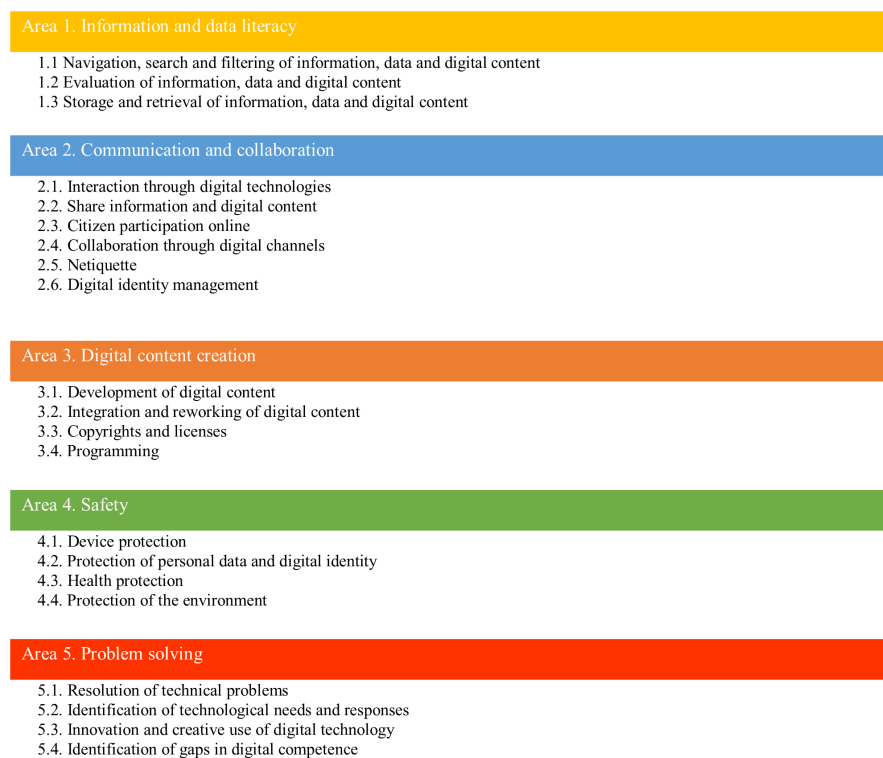 Area 1. Information and data literacy
1.1 Navigation, search and filtering of information, data and digital content
1.2 Evaluation of information, data and digital content
1.3 Storage and retrieval of information, data and digital content
Area 2. Communication and collaboration
2.1. Interaction through digital technologies
2.2. Share information and digital content
2.3. Citizen participation online
2.4. Collaboration through digital channels
2.5. Netiquette
2.6. Digital identity management
Area 3. Digital content creation
3.1. Development of digital content
3.2. Integration and reworking of digital content
3.3. Copyrights and licenses
3.4. Programming
Area 4. Safety
4.1. Device protection
4.2. Protection of personal data and digital identity
4.3. Health protection
4.4. Protection of the environment
Area 5. Problem solving
5.1. Resolution of technical problems
5.2. Identification of technological needs and responses
5.3. Innovation and creative use of digital technology
5.4. Identification of gaps in digital competence